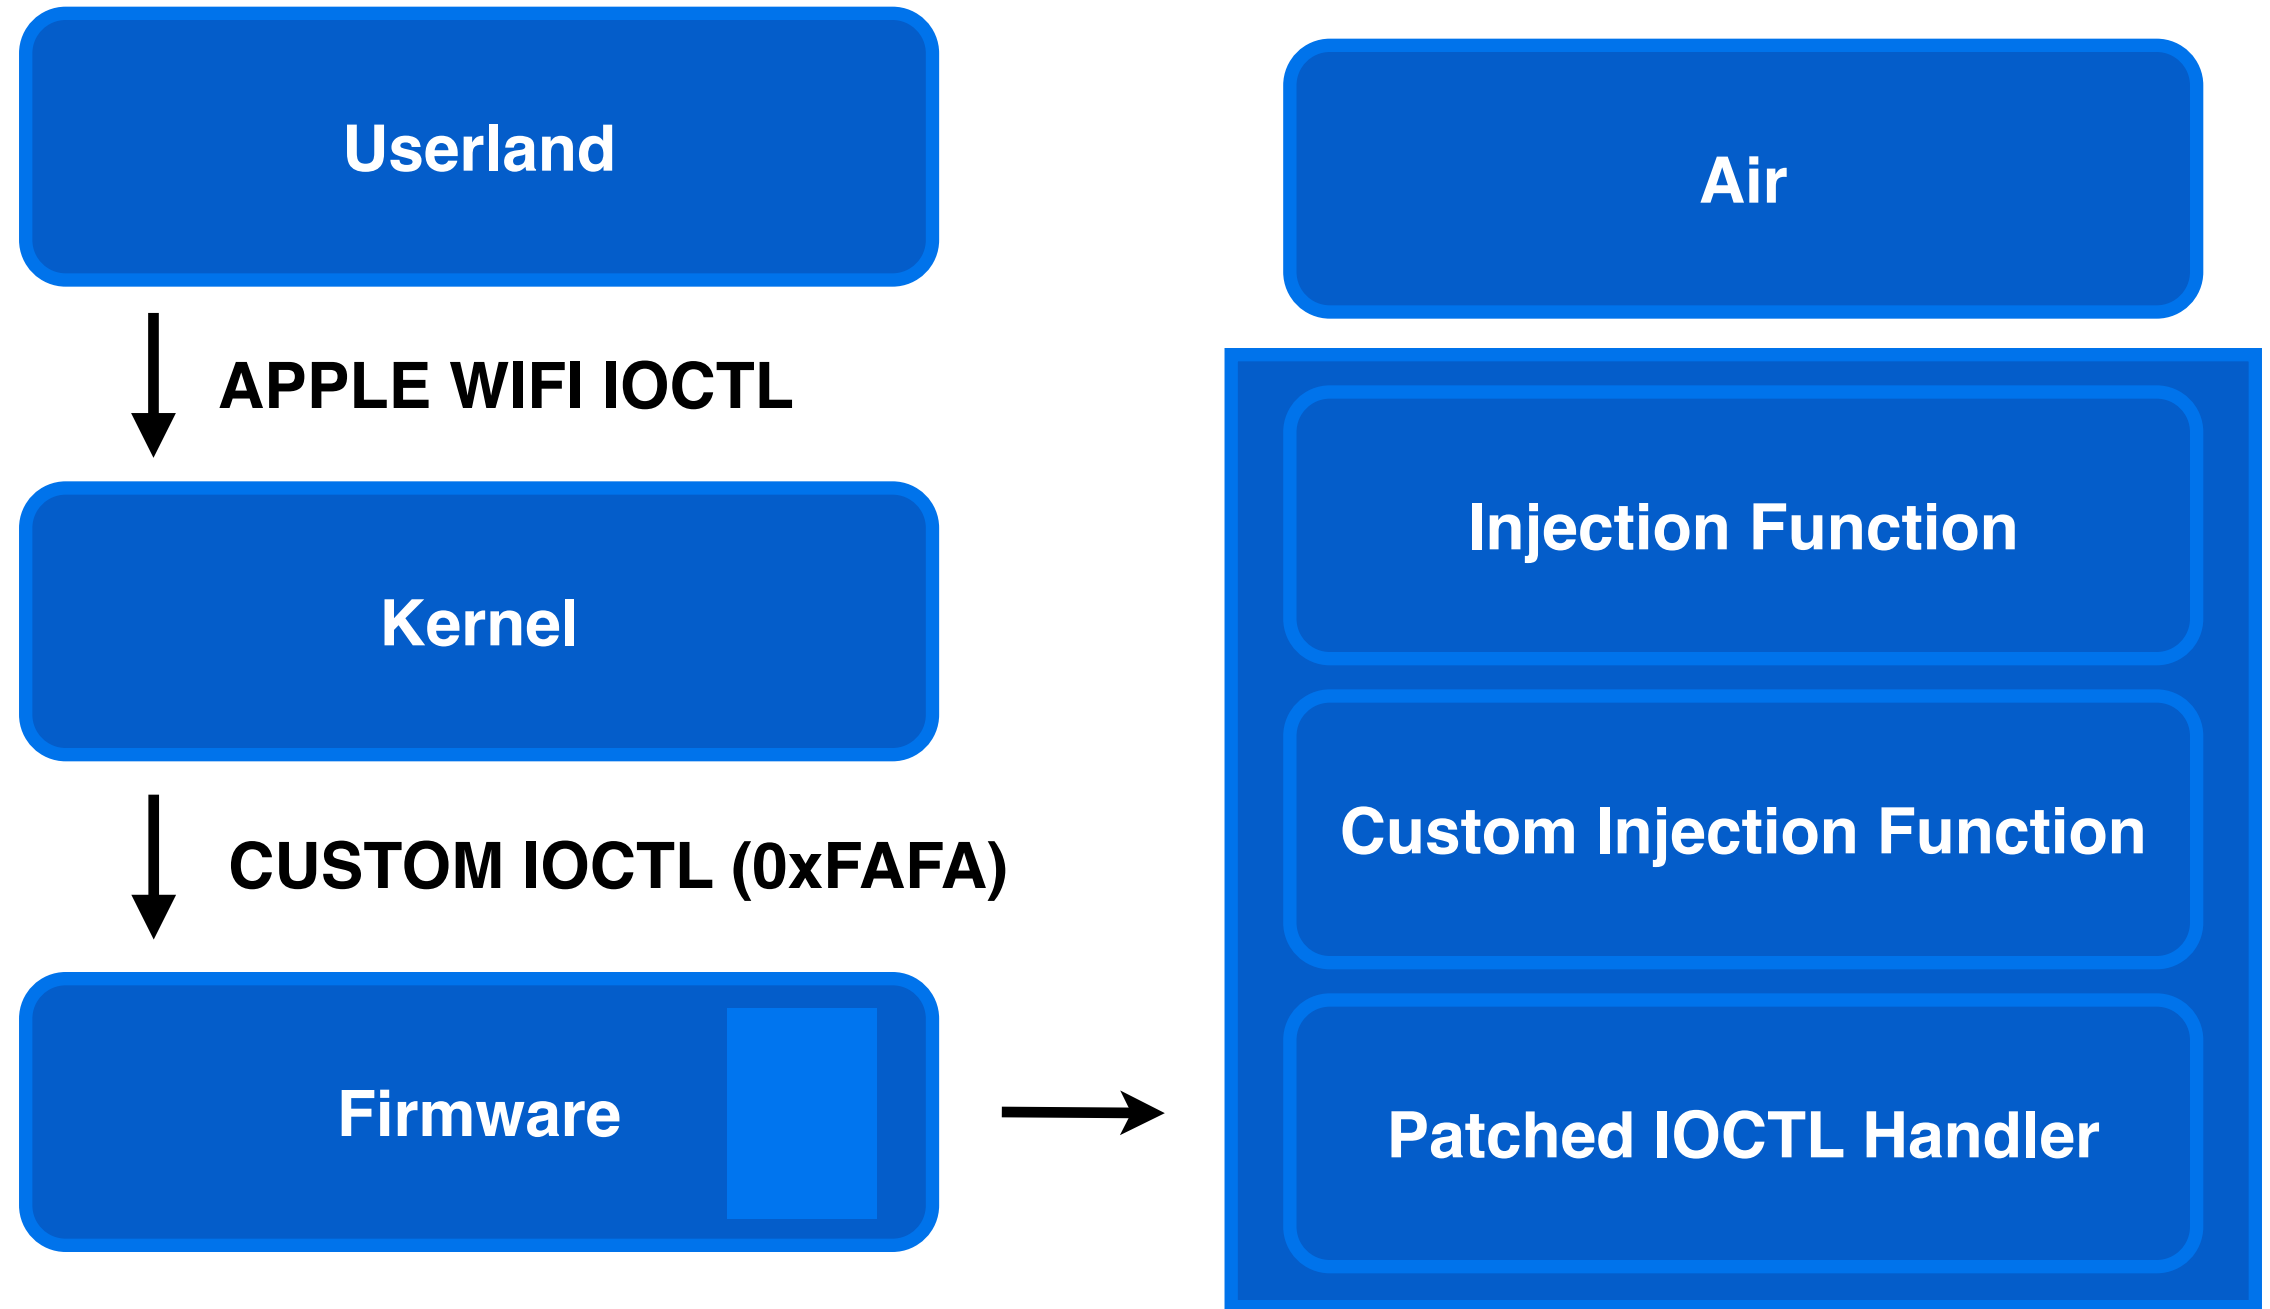 Userland
APPLE WIFI IOCTL
Kernel
CUSTOM IOCTL (0xFAFA)
Firmware
Air
Injection Function
Custom Injection Function
Patched IOCTL Handler